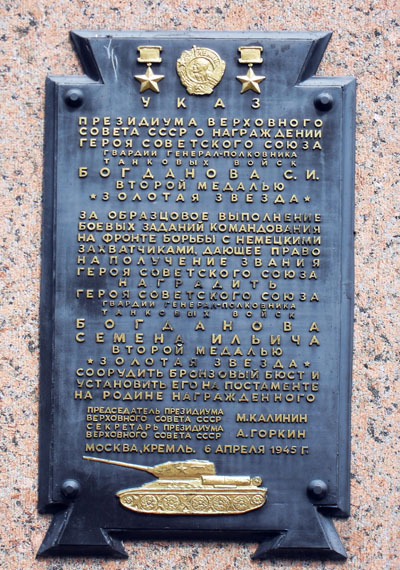 УКАЗ
ПРЕЗИДИУМА ВЕРХОВНОГО
СОВЕТА СССР О НАГРАЖДЕНИИ
ГЕРОЯ СОВЕТСКОГО СОЮЗА
ГВАРДИИ ГЕНЕРАЛ-ПОЛКОВНИКА
ТАНКОВЫХ ВОЙСК
БОГДАНОВА С.И.
ВТОРОЙ МЕДАЛЬЮ
*ЗОЛОТАЯ ЗВЕЗДА*
ЗА ОБРАЗЦОВОЕ ВЫПОЛНЕНИЕ
БОЕВЫХ ЗАДАНИЙ КОМАНДОВАНИЯ
НА ФРОНТЕ БОРЬБЫ С НЕМЕЦКИМИ
ЗАХВАТЧИКАМИ, ДАЮЩЕЕ ПРАВО
НА ПОЛУЧЕНИЕ ЗВАНИЯ
ГЕРОЯ СОВЕТСКОГО СОЮЗА
НАГРАДИТЬ
ГЕРОЯ СОВЕТСКОГО СОЮЗА
ГВАРДИИ ГЕНЕРАЛ-ПОЛКОВНИКА
ТАНКОВЫХ ВОЙСК
БОГДАНОВА
СЕМЕНА ИЛЬИЧА
ВТОРОЙ МЕДАЛЬЮ
*ЗОЛОТАЯ ЗВЕЗДА*
СООРУДИТЬ БРОНЗОВЫЙ БЮСТ И
УСТАНОВИТЬ ЕГО НА ПОСТАМЕНТЕ
НА РОДИНЕ НАГРАЖДЕННОГО
ПРЕДСЕДАТЕЛЬ ПРЕЗИДИУМА
ВЕРХОВНОГО СОВЕТА СССР М.КАЛИНИН
СЕКРЕТАРЬ ПРЕЗИДИУМА
ВЕРХОВНОГО СОВЕТА СССР А.ГОРКИН
МОСКВА, КРЕМЛЬ. 6 АПРЕЛЯ 1945 Г.